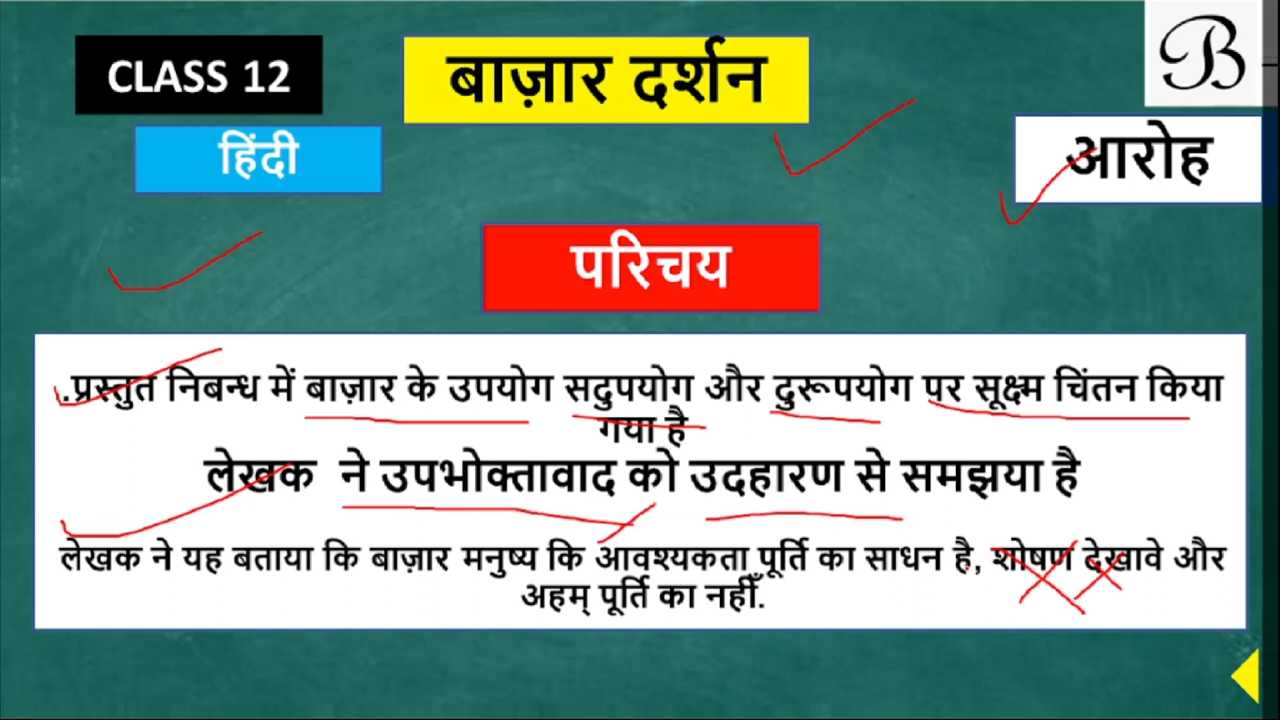 CLASS 12
बाज़ार दर्शन
B
हिंदी
आरोह
परिचय
.प्रस्तुत निबन्ध में बाज़ार के उपयोग सदुपयोग और दुरूपयोग पर सूक्ष्म चिंतन किया
गया है
लेखक ने उपभोक्तावाद को उदहारण से समझया है
लेखक ने यह बताया कि बाज़ार मनुष्य कि आवश्यकता पूर्ति का साधन है, शोषण देखावे और
अहम् पूर्ति का नहीँ.